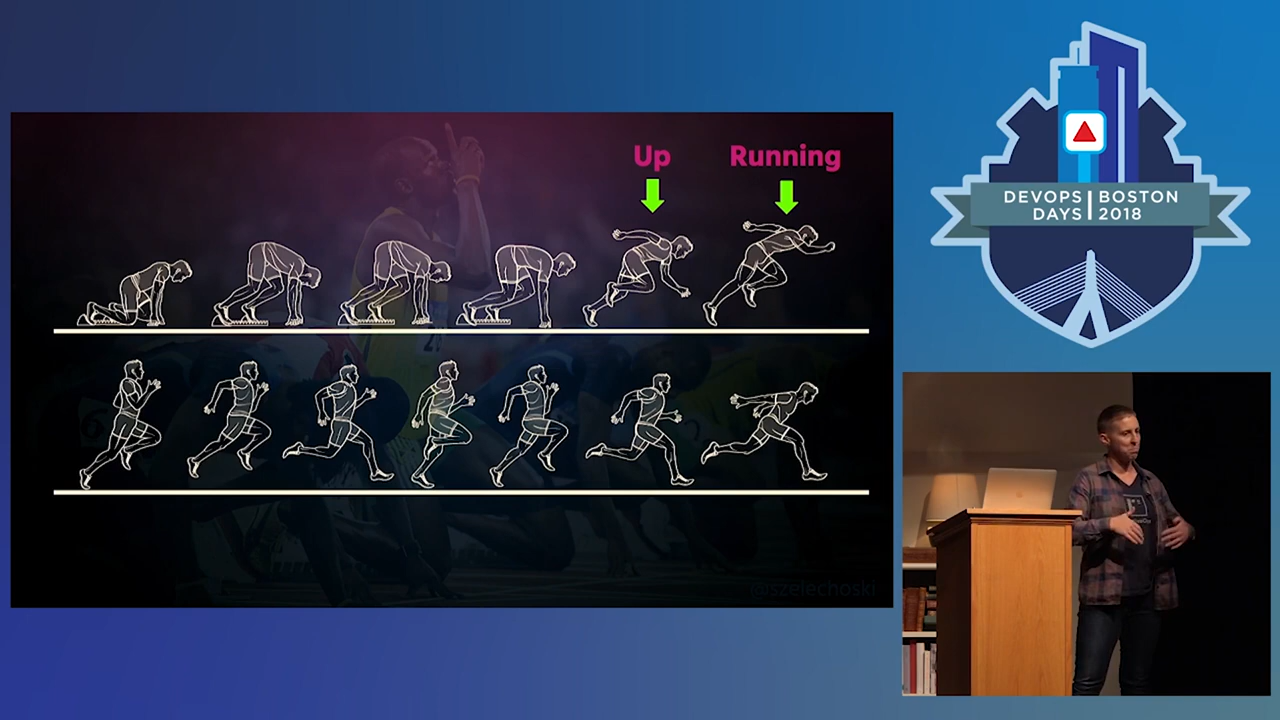 Up
Running
@szelechoski
DEVOPS BOSTON
DAYS 2018